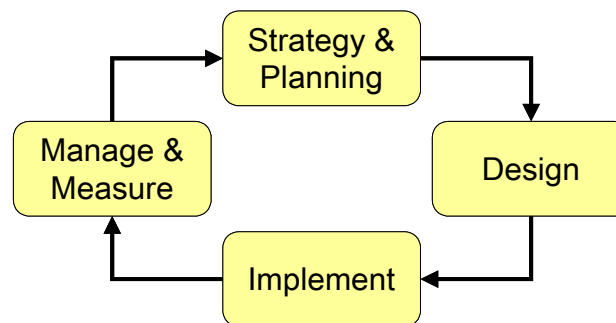 Strategy &
Planning
Design
Implement
Manage &
Measure